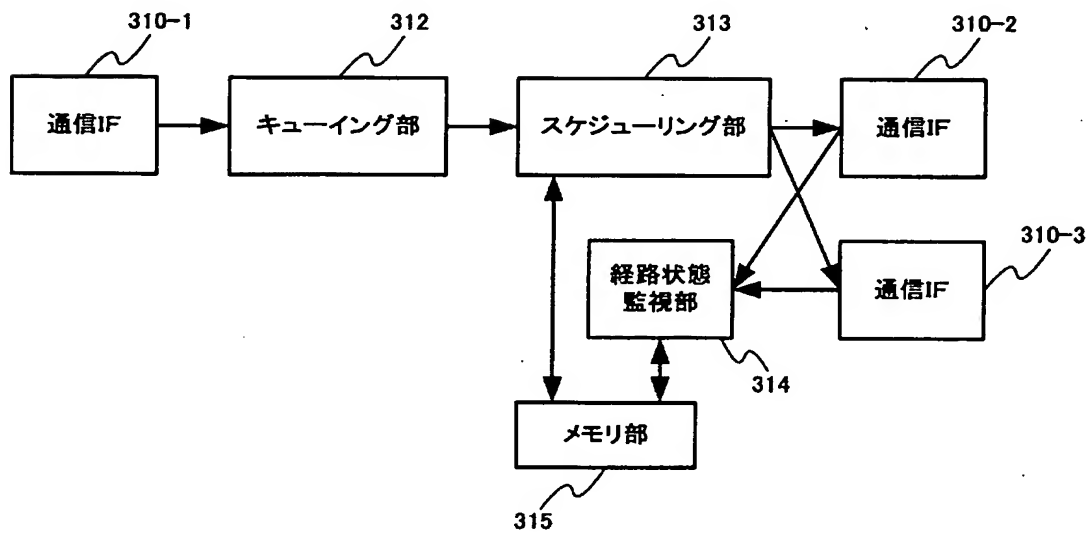 310-1
312
313
310-2
通信IF
キューイング部
スケジューリング部
通信IF
310-3
経路状態
監視部
通信IF
314
メモリ部
315